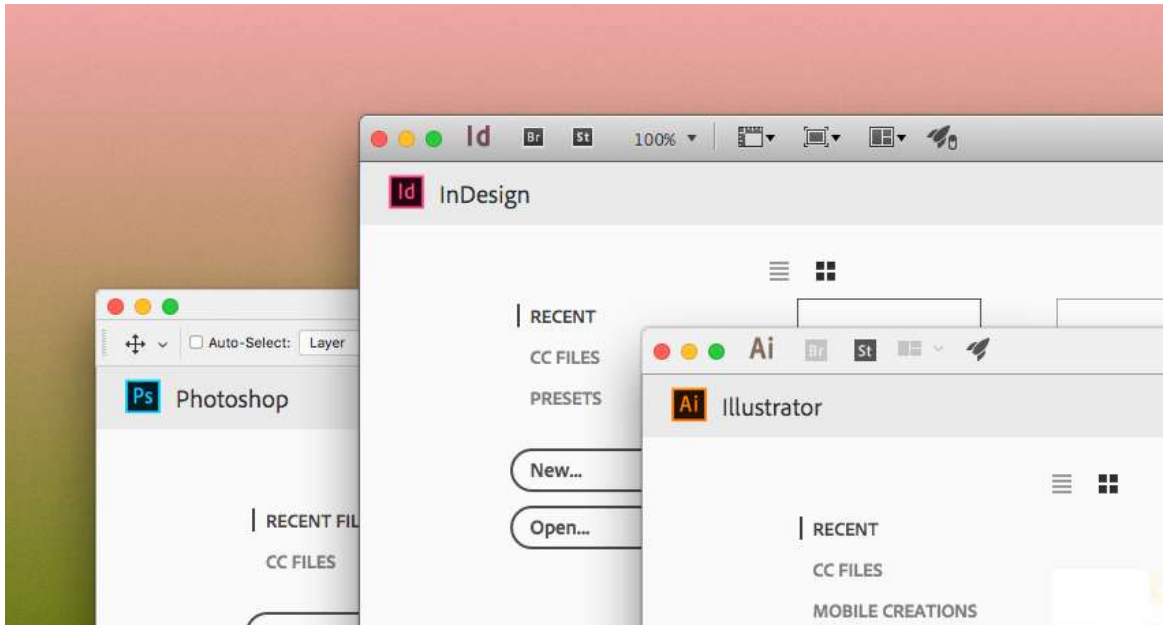 Id Br St 100%
Id InDesign
RECENT
CC FILES
PRESETS
New...
Open...
Auto-Select: Layer
Ps Photoshop
RECENT FIL
CC FILES
Ai Br St
Ai Illustrator
RECENT
CC FILES
MOBILE CREATIONS